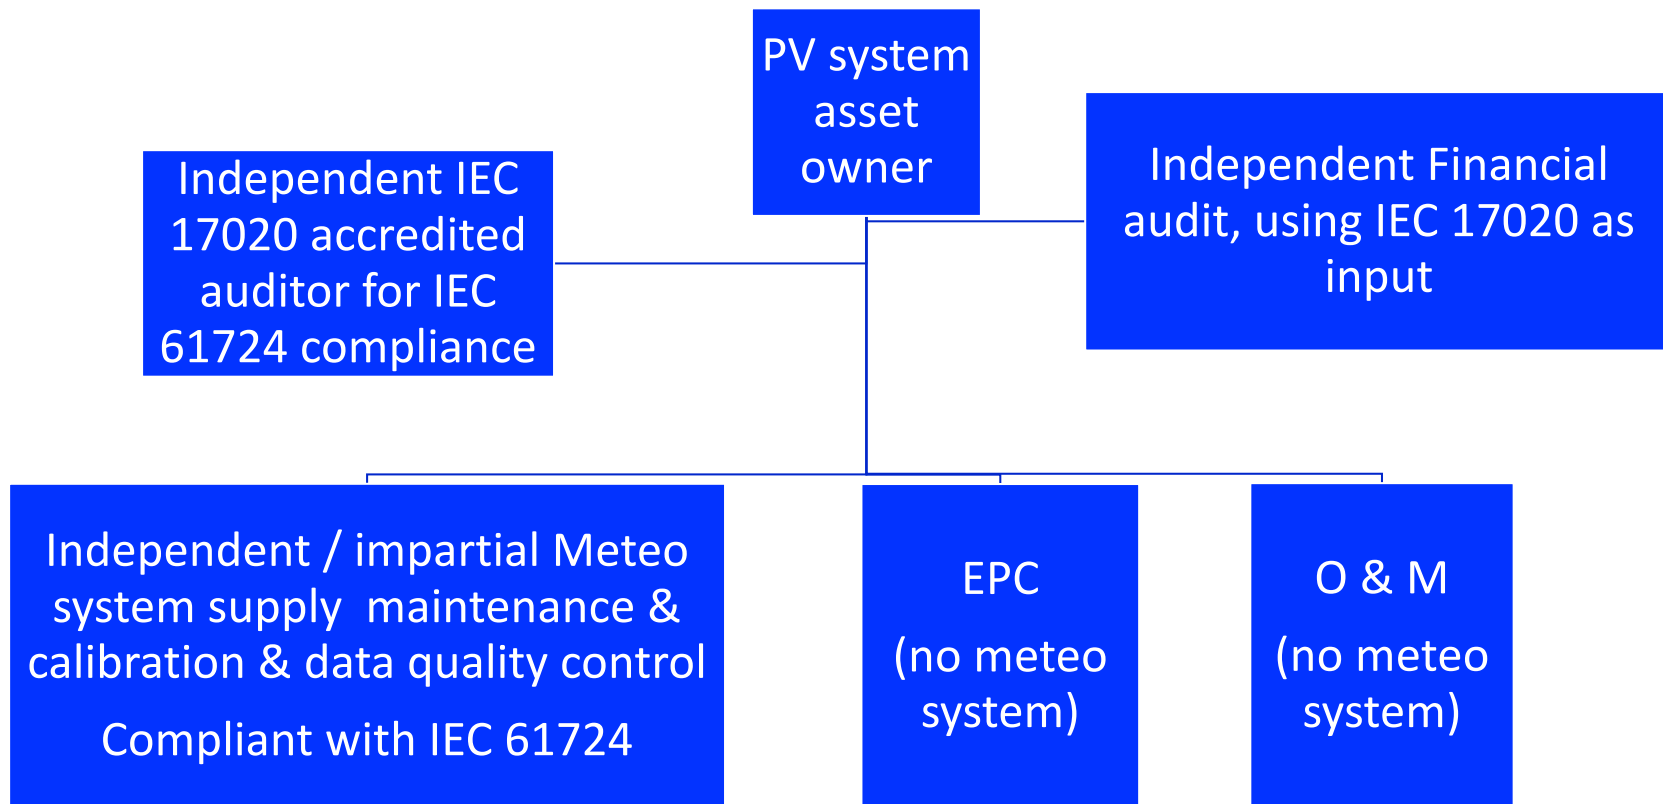 PV system
asset
owner
Independent IEC
17020 accredited
auditor for IEC
61724 compliance
Independent Financial
audit, using IEC 17020 as
input
Independent / impartial Meteo
system supply  maintenance &
calibration & data quality control
Compliant with IEC 61724
EPC
(no meteo
system)
O & M
(no meteo
system)